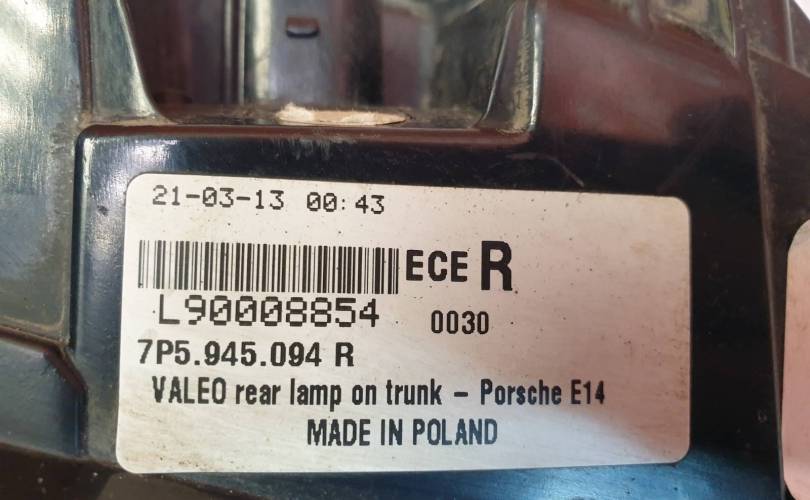 21-03-13 00:43
ECE R
L90008854 0030
7P5.945.094 R
VALEO rear lamp on trunk – Porsche E14
MADE IN POLAND